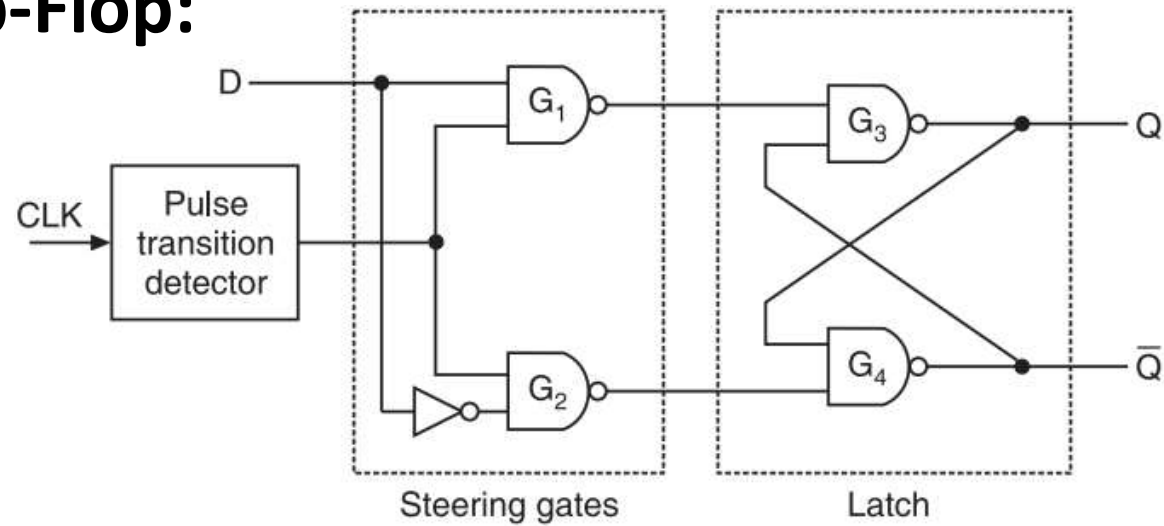 p-Flop:
D
G₁
G₃
Q
CLK
Pulse
transition
detector
G₂
G₄
Q̅
Steering gates
Latch